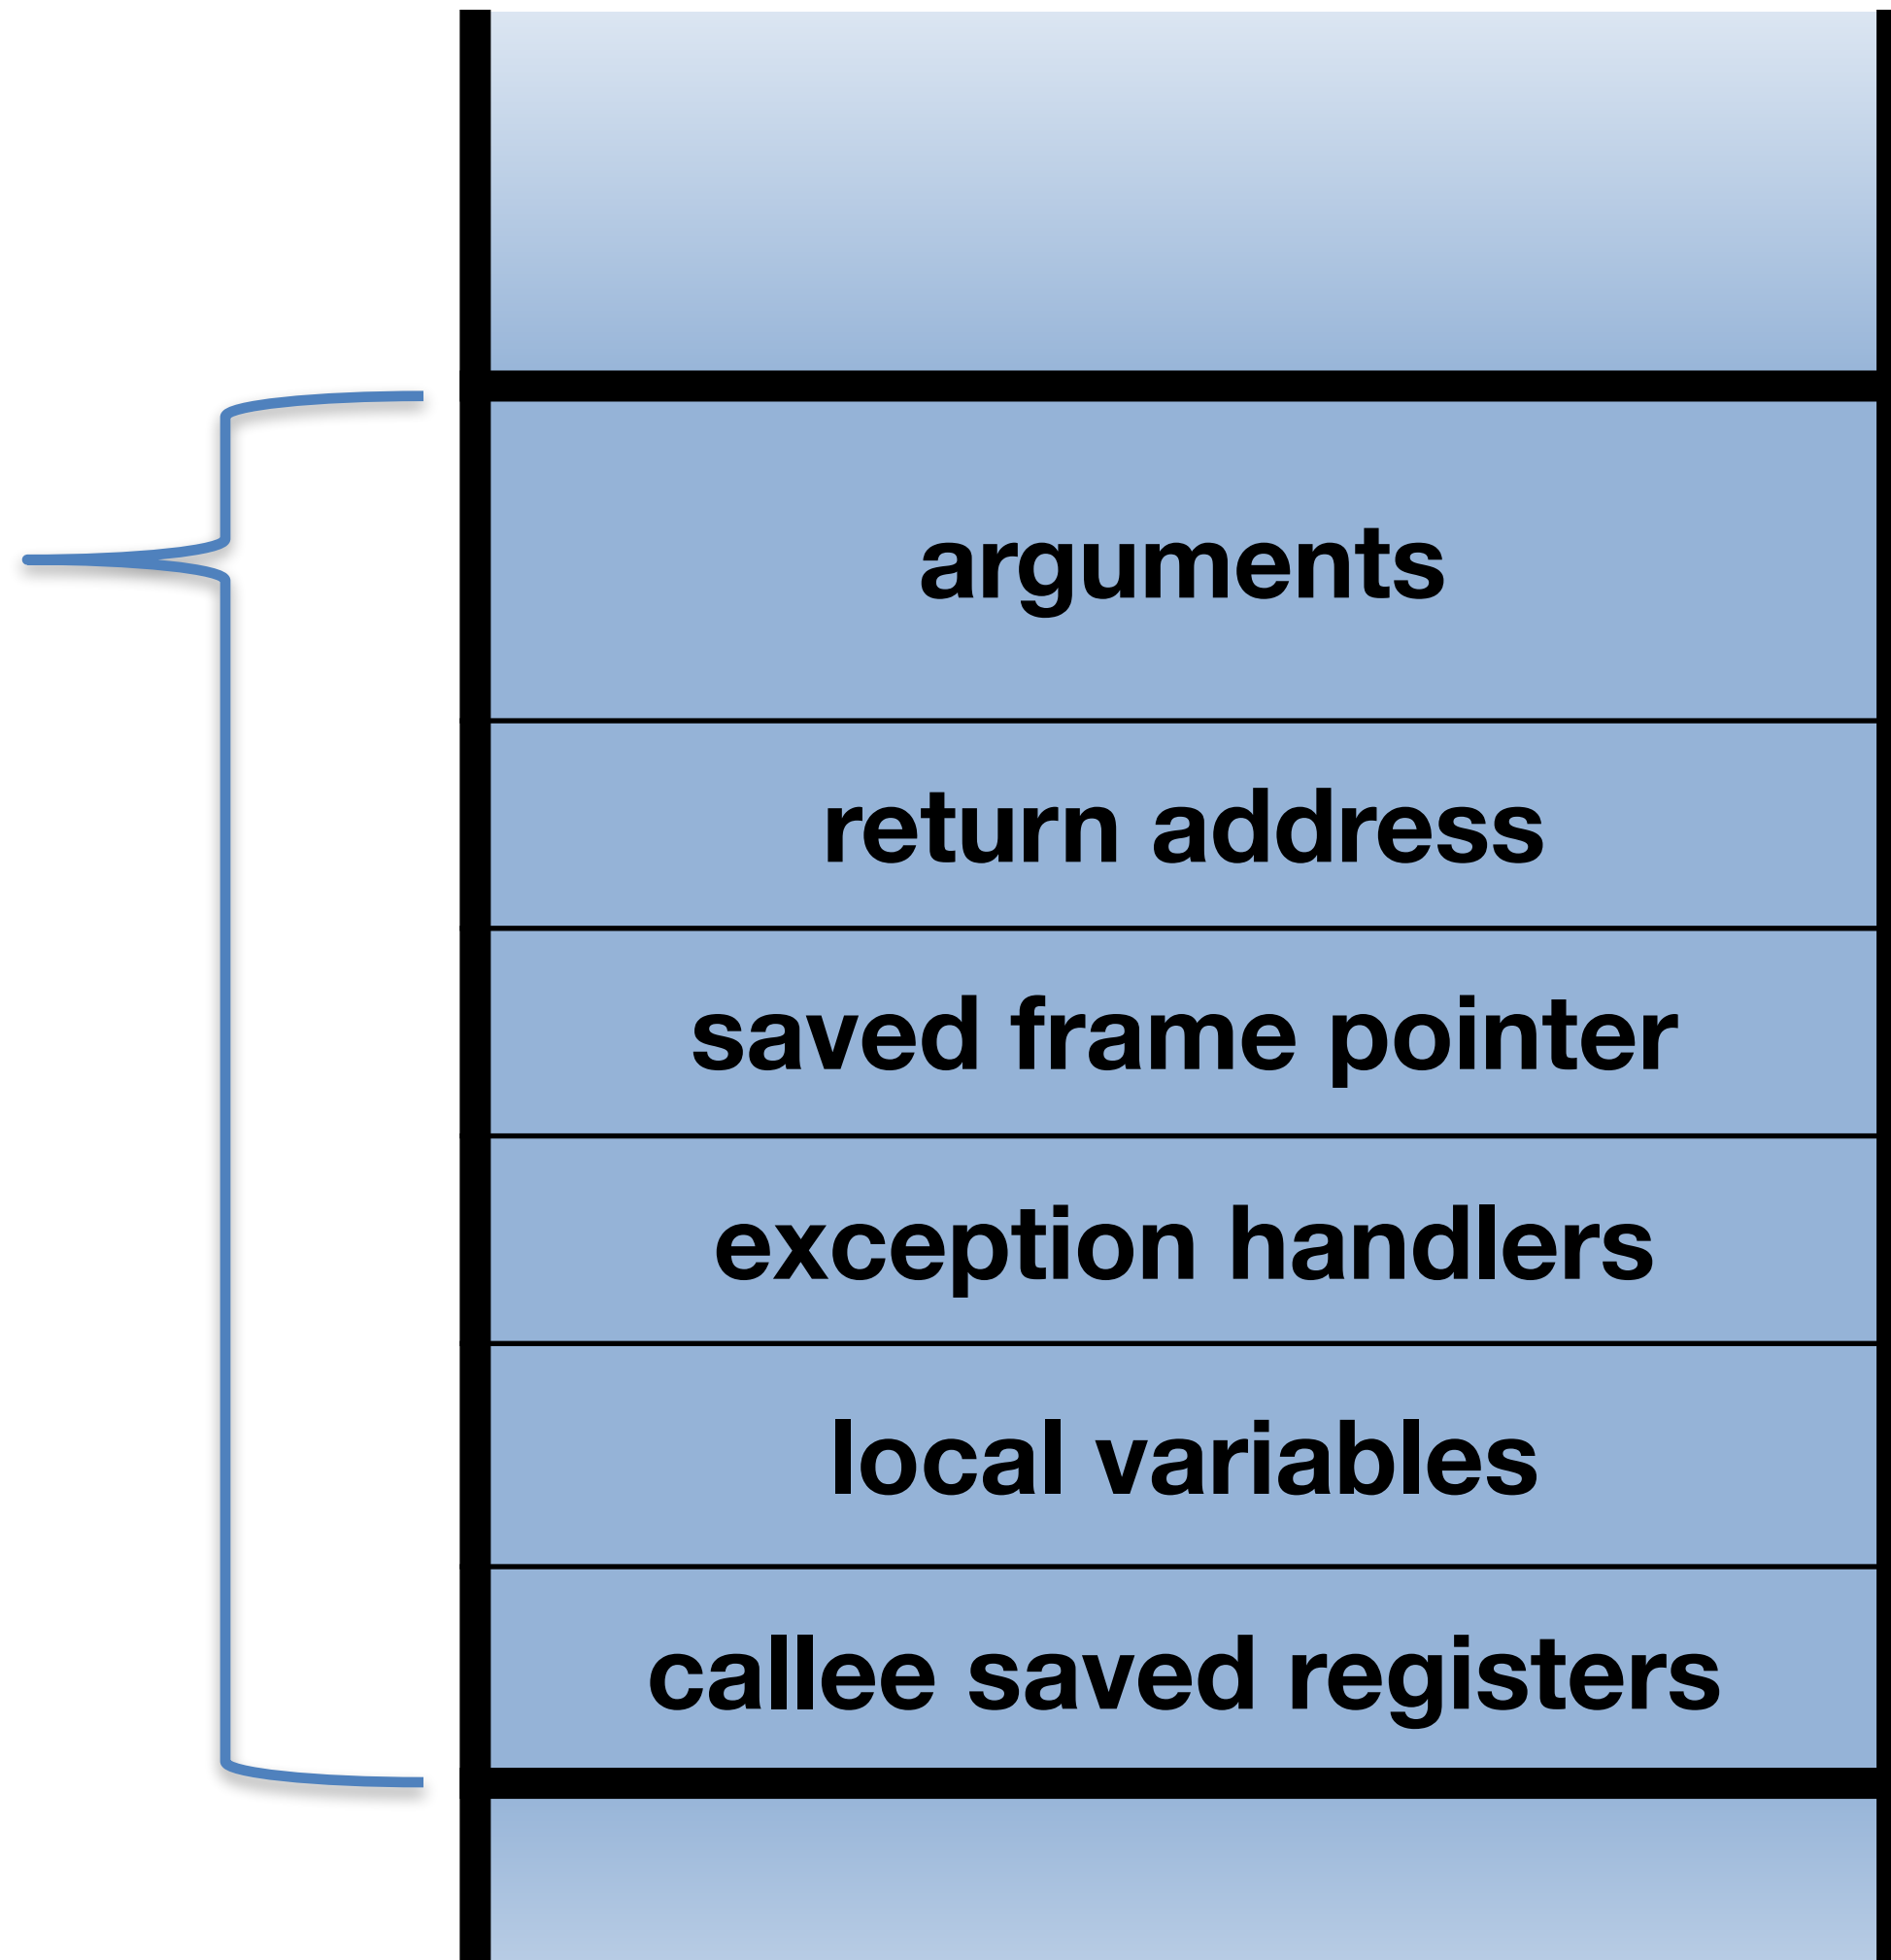 arguments
return address
saved frame pointer
exception handlers
local variables
callee saved registers